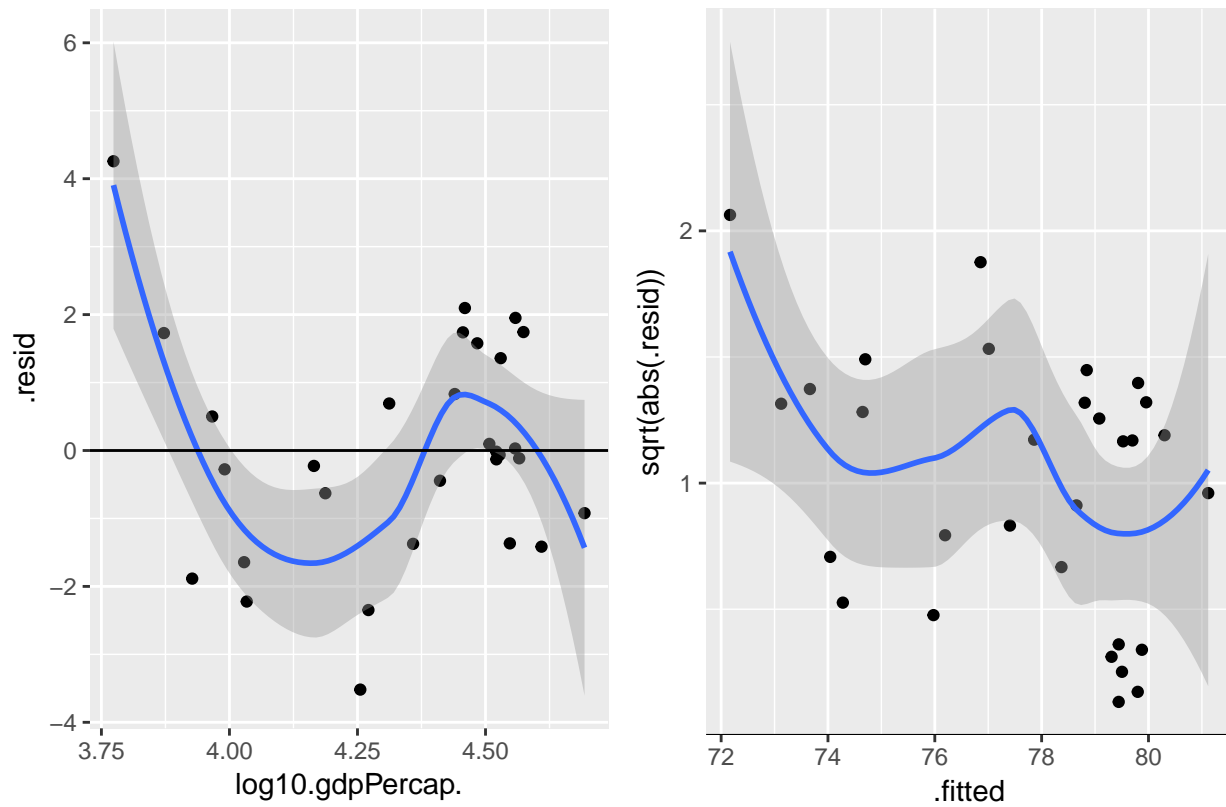 6
4
2
0
−2
−4
.resid
3.75 4.00 4.25 4.50
log10.gdpPercap.
2
1
sqrt(abs(.resid))
72 74 76 78 80
.fitted